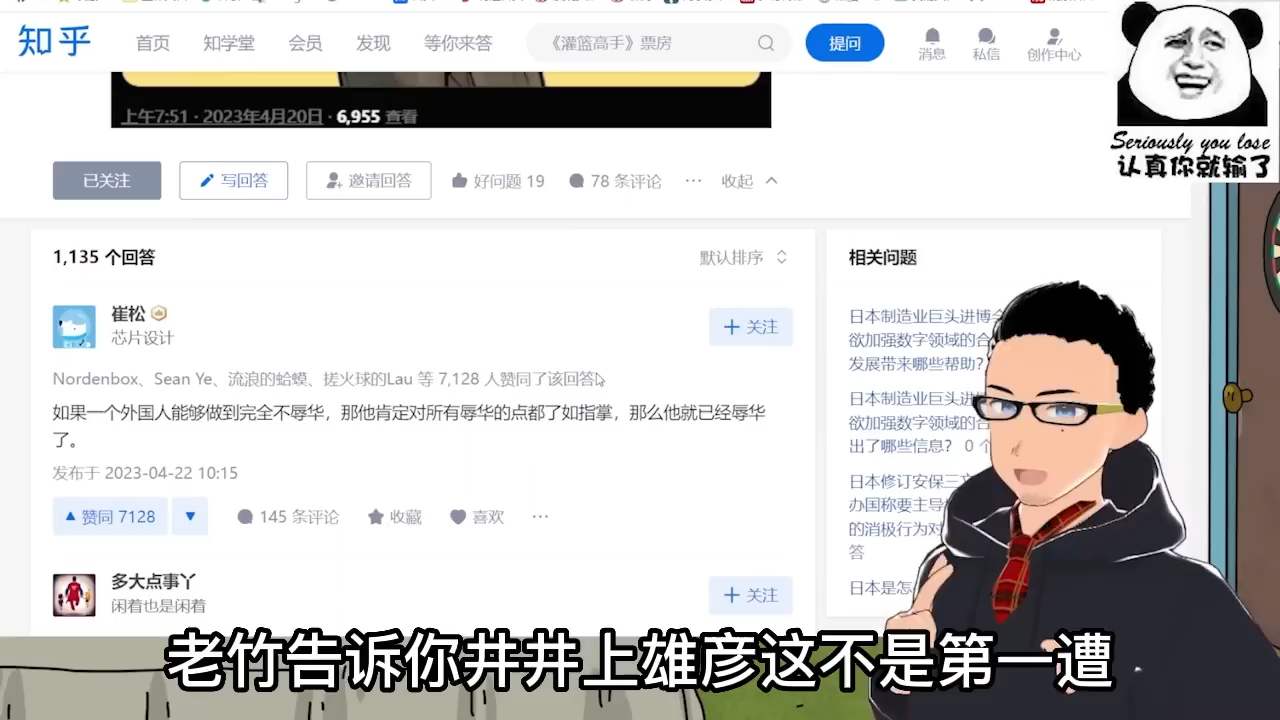 知乎
首页 知学堂 会员 发现 等你来答
《灌篮高手》票房
提问
消息 私信 创作中心
Seriously you lose
认真你就输了
上午7:51 · 2023年4月20日 · 6,955 查看
已关注 写回答 邀请回答 好问题 19 78 条评论 ··· 收起
1,135 个回答
默认排序
崔松
芯片设计
+ 关注
Nordenbox、Sean Ye、流浪的蛤蟆、搓火球的Lau 等 7,128 人赞同了该回答
如果一个外国人能够做到完全不辱华，那他肯定对所有辱华的点都了如指掌，那么他就已经辱华
了。
发布于 2023-04-22 10:15
赞同 7128 145 条评论 收藏 喜欢 ···
多大点事丫
闲着也是闲着
+ 关注
相关问题
日本制造业巨头进博会
欲加强数字领域的合
发展带来哪些帮助?
日本制造业巨头进
欲加强数字领域的合
出了哪些信息? 0 个
日本修订安保三文
办国称要主导
的消极行为对
答
日本是怎
老竹告诉你井井上雄彦这不是第一遭